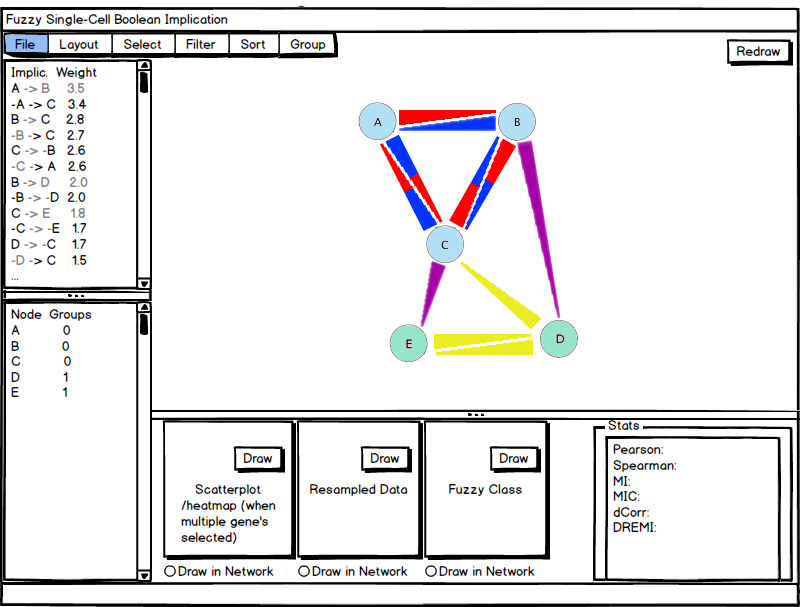 Fuzzy Single-Cell Boolean Implication
File Layout Select Filter Sort Group
Redraw
Implic. Weight
A -> B 3.5
-A -> C 3.4
B -> C 2.8
-B -> C 2.7
C -> -B 2.6
-C -> A 2.6
B -> D 2.0
-B -> -D 2.0
C -> E 1.8
-C -> -E 1.7
D -> -C 1.7
-D -> C 1.5
...
Node Groups
A 0
B 0
C 0
D 1
E 1
A
B
C
E
D
Draw
Scatterplot
/heatmap (when
multiple gene's
selected)
Draw in Network
Draw
Resampled Data
Draw in Network
Draw
Fuzzy Class
Draw in Network
Stats
Pearson:
Spearman:
MI:
MIC:
dCorr:
DREMI: